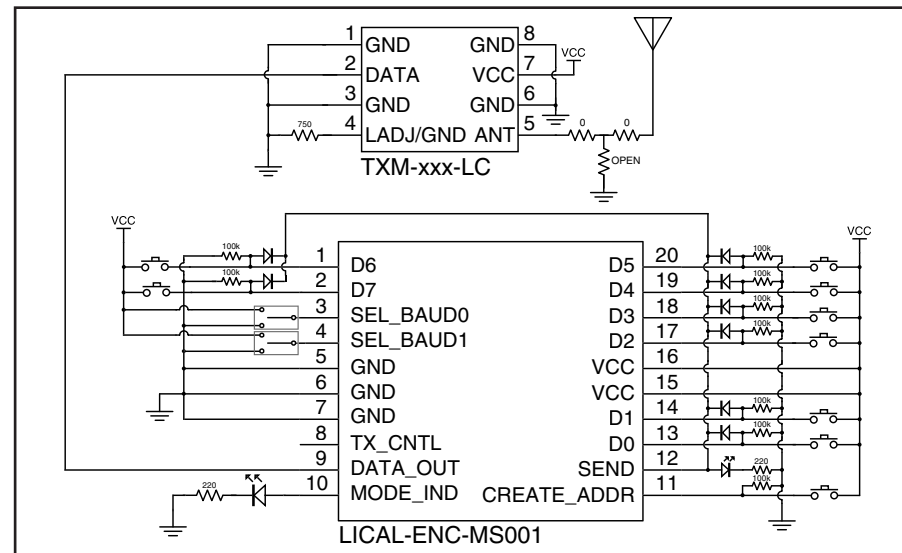 1 GND GND 8
VCC
2 DATA VCC 7
3 GND GND 6
750 4 LADJ/GND ANT 5 0 0
OPEN
TXM-xxx-LC
VCC VCC
100k 1 D6 D5 20 100k
100k 2 D7 D4 19 100k
3 SEL_BAUD0 D3 18 100k
4 SEL_BAUD1 D2 17 100k
5 GND VCC 16
6 GND VCC 15
7 GND D1 14 100k
8 TX_CNTL D0 13 100k
9 DATA_OUT SEND 12 220
220 10 MODE_IND CREATE_ADDR 11 100k
LICAL-ENC-MS001